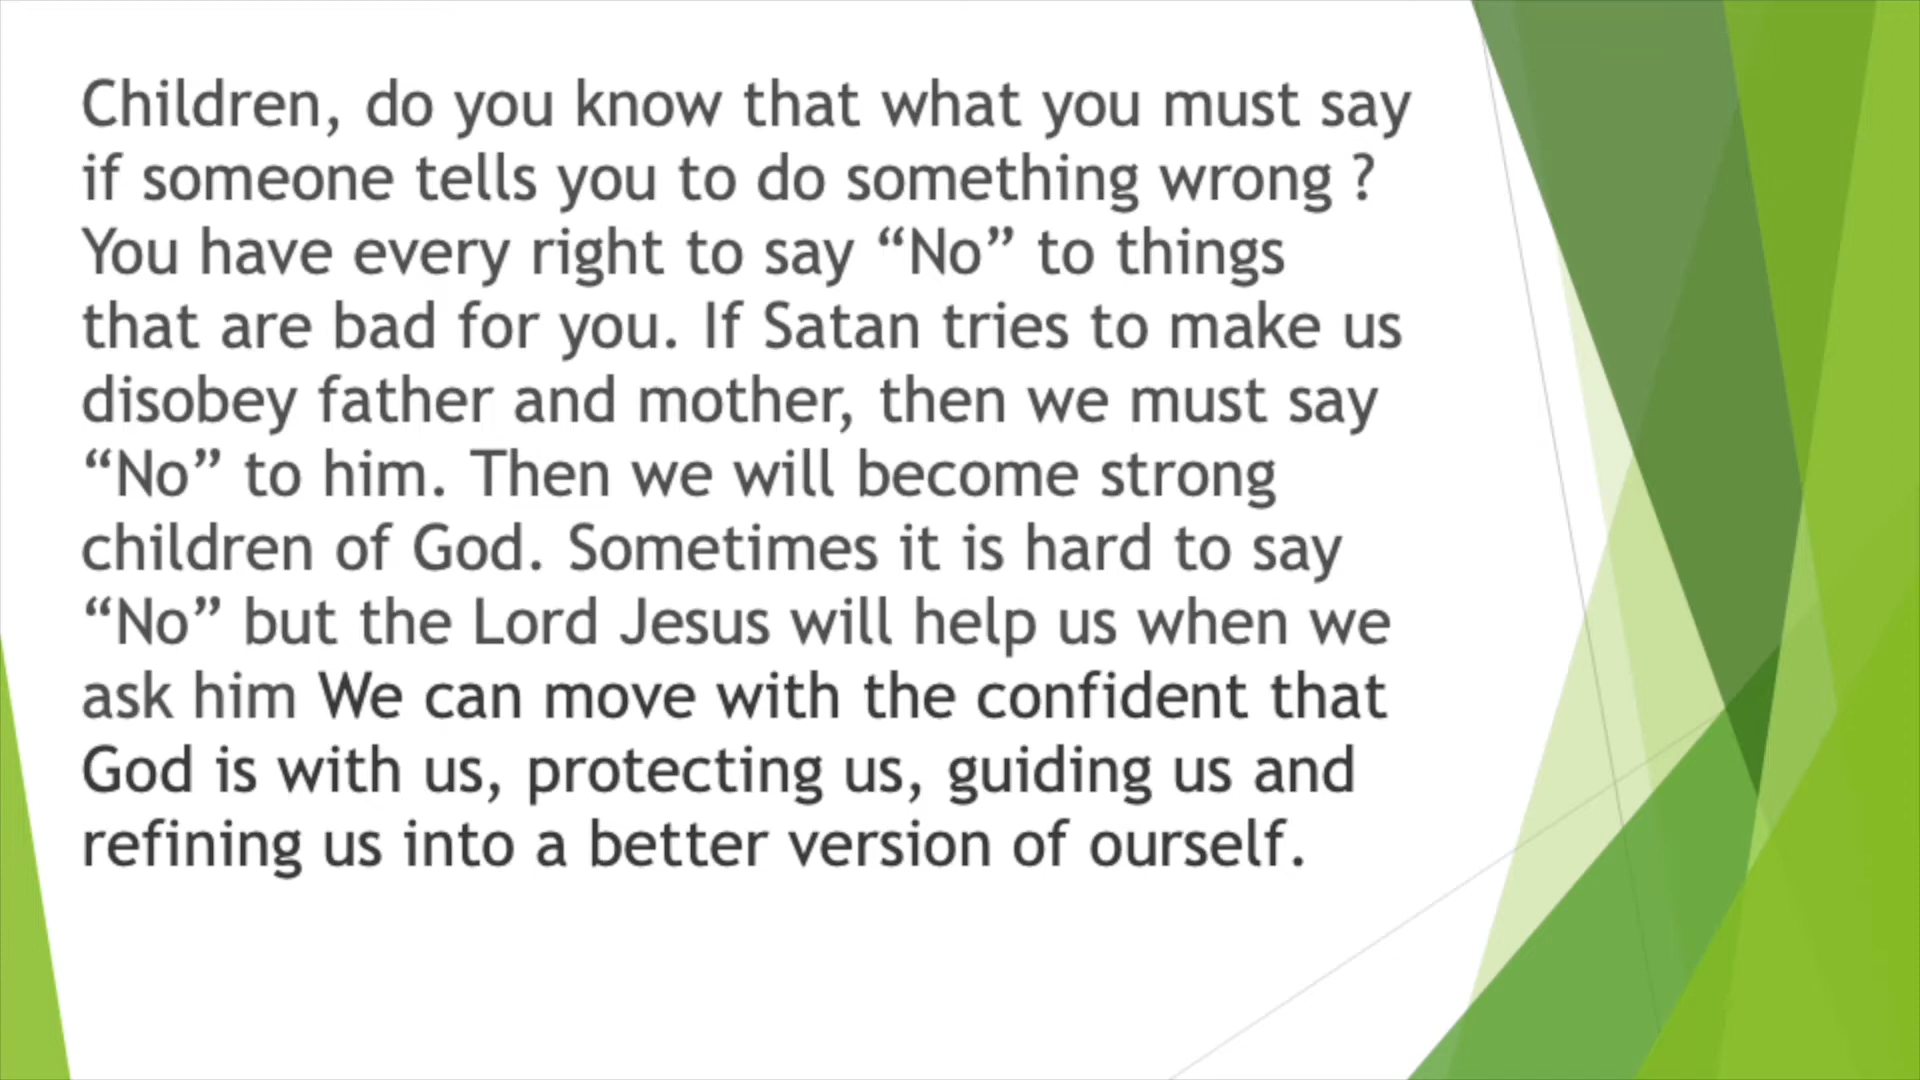 Children, do you know that what you must say
if someone tells you to do something wrong ?
You have every right to say “No” to things
that are bad for you. If Satan tries to make us
disobey father and mother, then we must say
“No” to him. Then we will become strong
children of God. Sometimes it is hard to say
“No” but the Lord Jesus will help us when we
ask him We can move with the confident that
God is with us, protecting us, guiding us and
refining us into a better version of ourself.